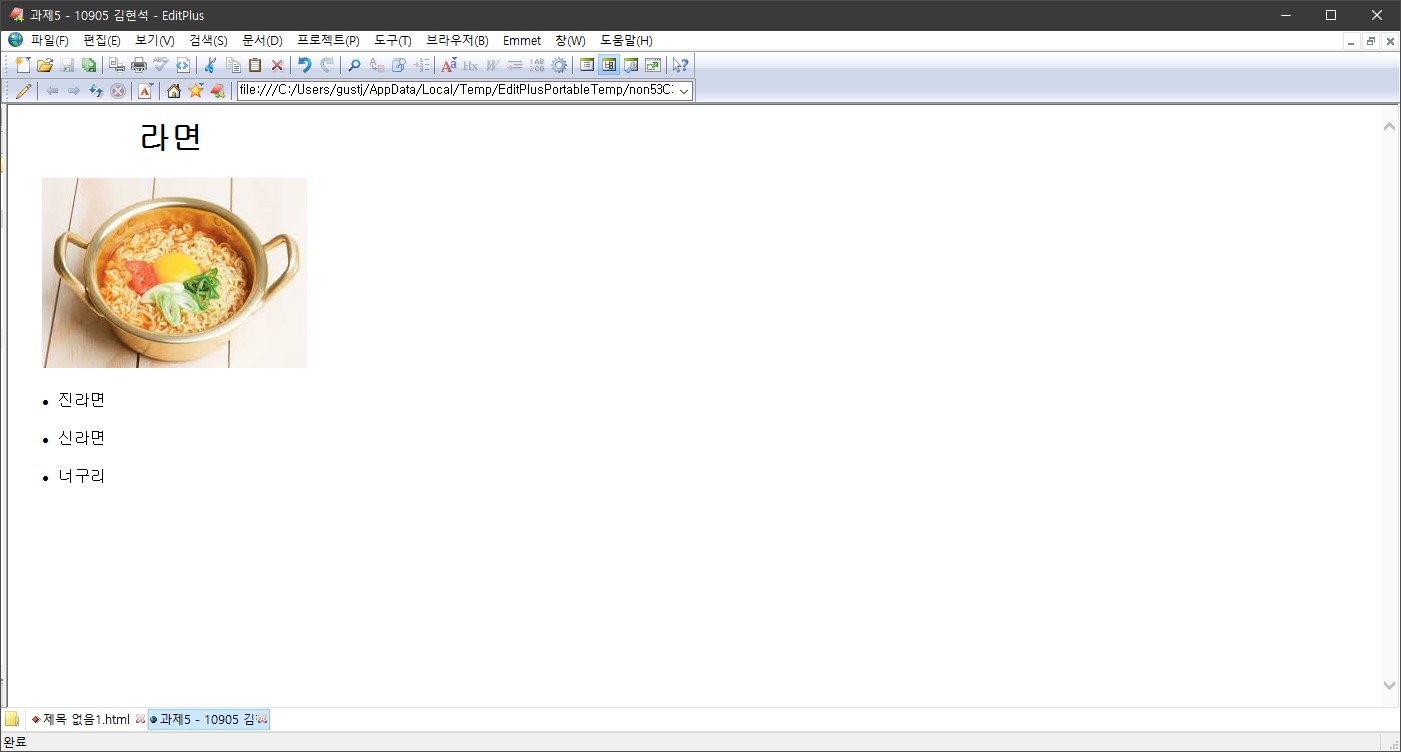 과제5 - 10905 김현석 - EditPlus
파일(F) 편집(E) 보기(V) 검색(S) 문서(D) 프로젝트(P) 도구(T) 브라우저(B) Emmet 창(W) 도움말(H)
file:///C:/Users/gustj/AppData/Local/Temp/EditPlusPortableTemp/non53C
라면
• 진라면
• 신라면
• 너구리
제목 없음1.html 과제5 - 10905 김
완료